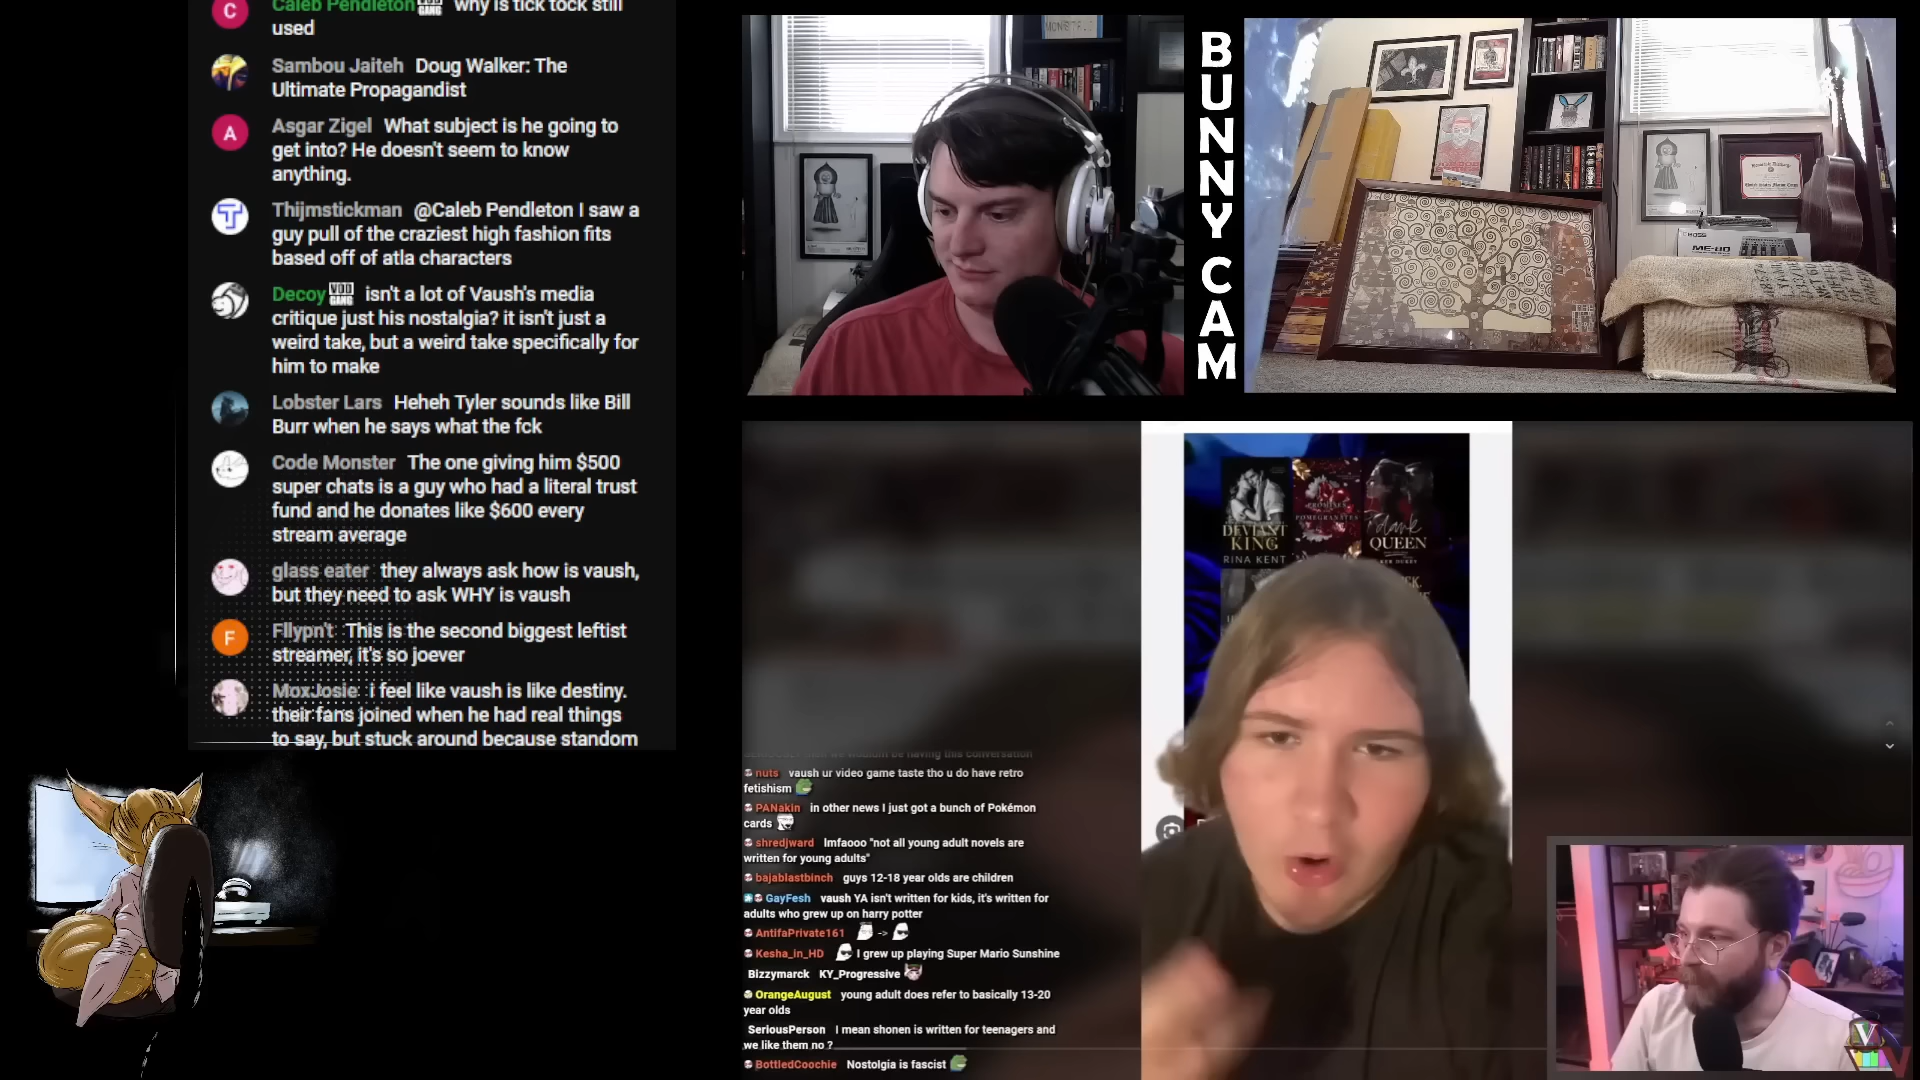 Caleb Pendleton VOD GANG why is tick tock still
used
Sambou Jaiteh Doug Walker: The
Ultimate Propagandist
Asgar Zigel What subject is he going to
get into? He doesn't seem to know
anything.
Thijmstickman @Caleb Pendleton I saw a
guy pull of the craziest high fashion fits
based off of atla characters
Decoy VOD GANG isn't a lot of Vaush's media
critique just his nostalgia? it isn't just a
weird take, but a weird take specifically for
him to make
Lobster Lars Heheh Tyler sounds like Bill
Burr when he says what the fck
Code Monster The one giving him $500
super chats is a guy who had a literal trust
fund and he donates like $600 every
stream average
glass eater they always ask how is vaush,
but they need to ask WHY is vaush
Fllypn't This is the second biggest leftist
streamer, it's so joever
MoxJosie i feel like vaush is like destiny.
their fans joined when he had real things
to say, but stuck around because standom
C
A
F
BUNNY CAM
BOSS
ME-80
DEVIANT
KING
RINA KENT
PROMISES
POMEGRANATES
dark
QUEEN
nuts vaush ur video game taste tho u do have retro
fetishism
PANakin in other news I just got a bunch of Pokémon
cards
shredjward lmfaooo "not all young adult novels are
written for young adults"
bajablastbinch guys 12-18 year olds are children
GayFesh vaush YA isn't written for kids, it's written for
adults who grew up on harry potter
AntifaPrivate161 ->
Kesha_in_HD I grew up playing Super Mario Sunshine
Bizzymarck KY_Progressive
OrangeAugust young adult does refer to basically 13-20
year olds
SeriousPerson I mean shonen is written for teenagers and
we like them no ?
BottledCoochie Nostolgia is fascist
V